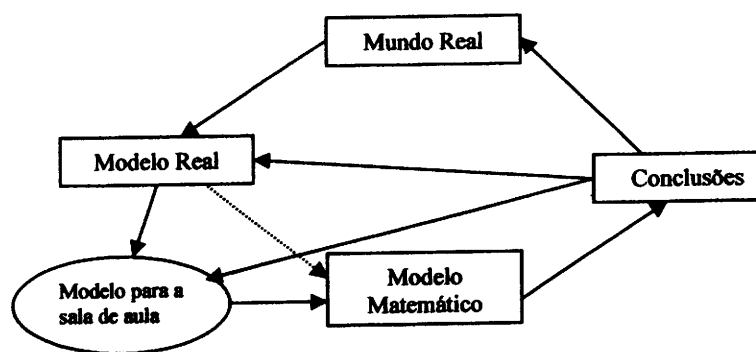 Mundo Real
Modelo Real
Conclusões
Modelo para a
sala de aula
Modelo
Matemático